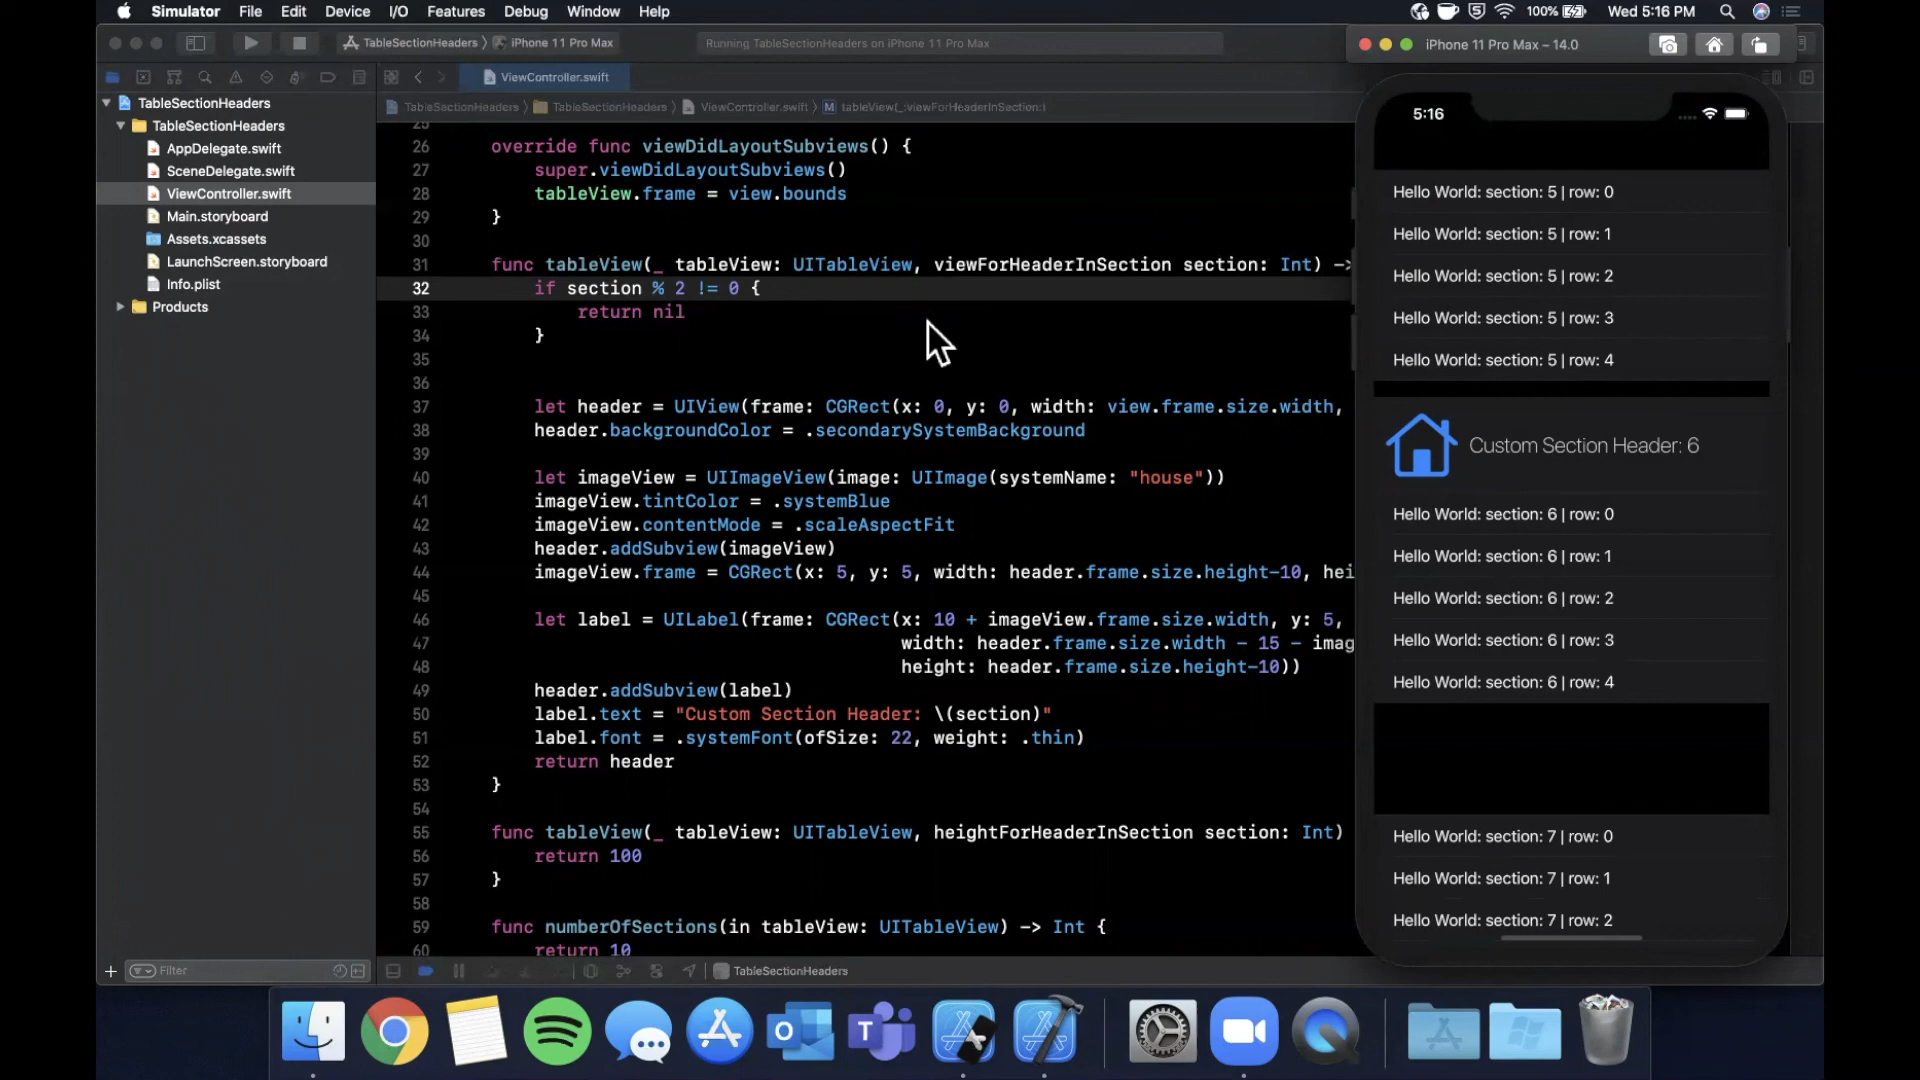 Simulator File Edit Device I/O Features Debug Window Help
100%
Wed 5:16 PM
TableSectionHeaders
iPhone 11 Pro Max
Running TableSectionHeaders on iPhone 11 Pro Max
iPhone 11 Pro Max – 14.0
ViewController.swift
TableSectionHeaders
TableSectionHeaders
ViewController.swift
M tableView(_:viewForHeaderInSection:)
TableSectionHeaders
TableSectionHeaders
AppDelegate.swift
SceneDelegate.swift
ViewController.swift
Main.storyboard
Assets.xcassets
LaunchScreen.storyboard
Info.plist
Products
Filter
25
26 override func viewDidLayoutSubviews() {
27 super.viewDidLayoutSubviews()
28 tableView.frame = view.bounds
29 }
30
31 func tableView(_ tableView: UITableView, viewForHeaderInSection section: Int) ->
32 if section % 2 != 0 {
33 return nil
34 }
35
36
37 let header = UIView(frame: CGRect(x: 0, y: 0, width: view.frame.size.width,
38 header.backgroundColor = .secondarySystemBackground
39
40 let imageView = UIImageView(image: UIImage(systemName: "house"))
41 imageView.tintColor = .systemBlue
42 imageView.contentMode = .scaleAspectFit
43 header.addSubview(imageView)
44 imageView.frame = CGRect(x: 5, y: 5, width: header.frame.size.height-10, hei
45
46 let label = UILabel(frame: CGRect(x: 10 + imageView.frame.size.width, y: 5,
47 width: header.frame.size.width - 15 - imag
48 height: header.frame.size.height-10))
49 header.addSubview(label)
50 label.text = "Custom Section Header: \(section)"
51 label.font = .systemFont(ofSize: 22, weight: .thin)
52 return header
53 }
54
55 func tableView(_ tableView: UITableView, heightForHeaderInSection section: Int)
56 return 100
57 }
58
59 func numberOfSections(in tableView: UITableView) -> Int {
60 return 10
TableSectionHeaders
5:16
Hello World: section: 5 | row: 0
Hello World: section: 5 | row: 1
Hello World: section: 5 | row: 2
Hello World: section: 5 | row: 3
Hello World: section: 5 | row: 4
Custom Section Header: 6
Hello World: section: 6 | row: 0
Hello World: section: 6 | row: 1
Hello World: section: 6 | row: 2
Hello World: section: 6 | row: 3
Hello World: section: 6 | row: 4
Hello World: section: 7 | row: 0
Hello World: section: 7 | row: 1
Hello World: section: 7 | row: 2